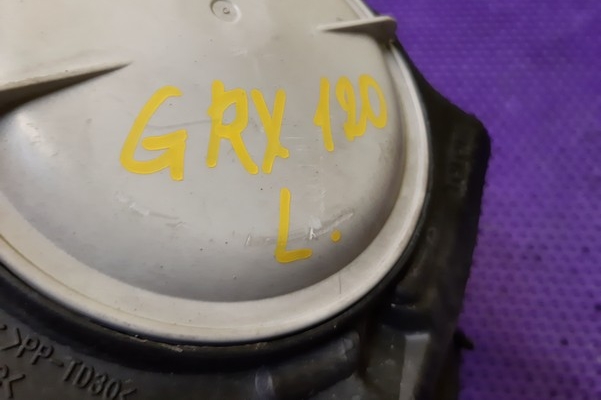 GRX 120
L.
>PP-TD30<